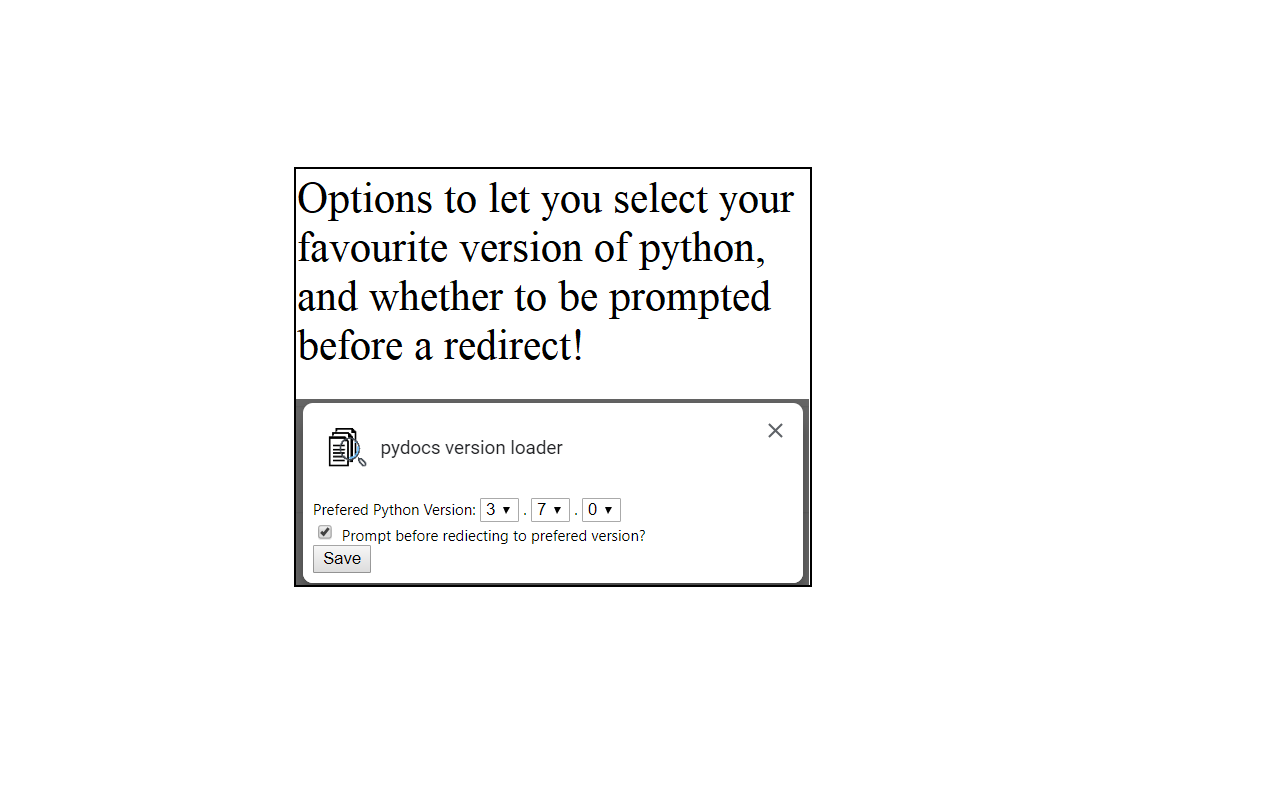 Options to let you select your
favourite version of python,
and whether to be prompted
before a redirect!
pydocs version loader
Prefered Python Version: 3 . 7 . 0
Prompt before rediecting to prefered version?
Save